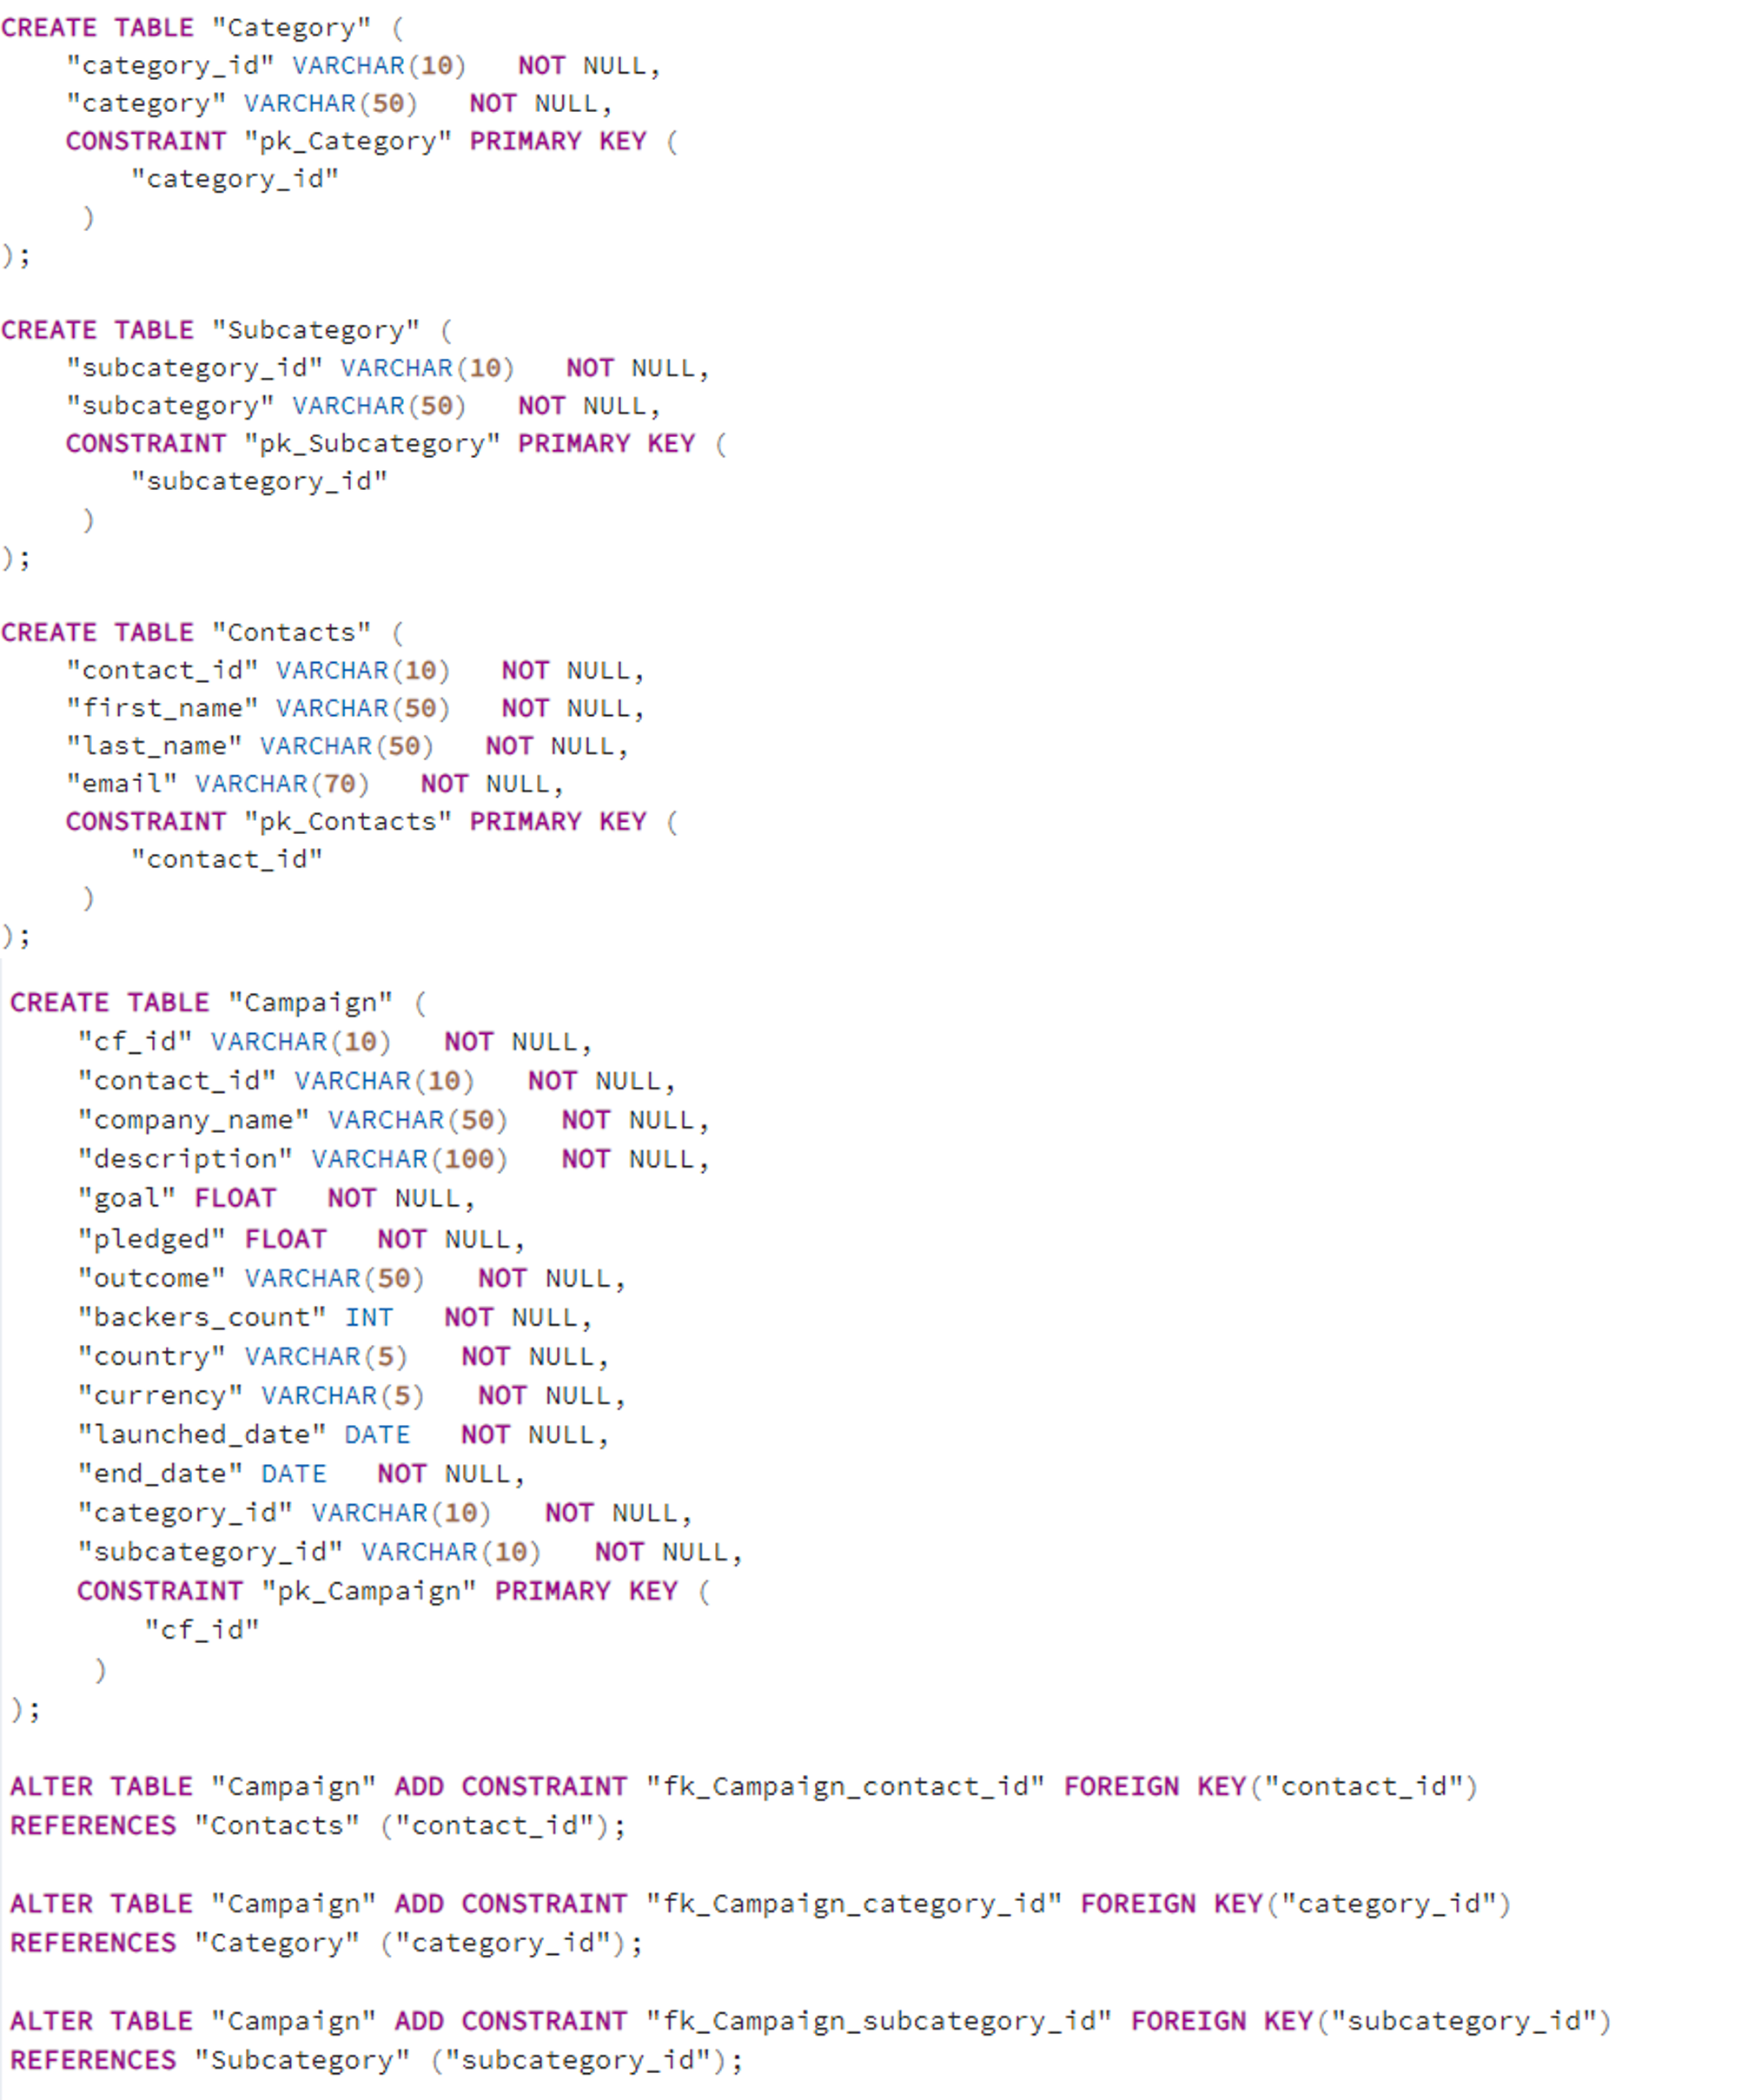 CREATE TABLE "Category" (
    "category_id" VARCHAR(10)   NOT NULL,
    "category" VARCHAR(50)   NOT NULL,
    CONSTRAINT "pk_Category" PRIMARY KEY (
        "category_id"
     )
);

CREATE TABLE "Subcategory" (
    "subcategory_id" VARCHAR(10)   NOT NULL,
    "subcategory" VARCHAR(50)   NOT NULL,
    CONSTRAINT "pk_Subcategory" PRIMARY KEY (
        "subcategory_id"
     )
);

CREATE TABLE "Contacts" (
    "contact_id" VARCHAR(10)   NOT NULL,
    "first_name" VARCHAR(50)   NOT NULL,
    "last_name" VARCHAR(50)   NOT NULL,
    "email" VARCHAR(70)   NOT NULL,
    CONSTRAINT "pk_Contacts" PRIMARY KEY (
        "contact_id"
     )
);

CREATE TABLE "Campaign" (
    "cf_id" VARCHAR(10)   NOT NULL,
    "contact_id" VARCHAR(10)   NOT NULL,
    "company_name" VARCHAR(50)   NOT NULL,
    "description" VARCHAR(100)   NOT NULL,
    "goal" FLOAT   NOT NULL,
    "pledged" FLOAT   NOT NULL,
    "outcome" VARCHAR(50)   NOT NULL,
    "backers_count" INT   NOT NULL,
    "country" VARCHAR(5)   NOT NULL,
    "currency" VARCHAR(5)   NOT NULL,
    "launched_date" DATE   NOT NULL,
    "end_date" DATE   NOT NULL,
    "category_id" VARCHAR(10)   NOT NULL,
    "subcategory_id" VARCHAR(10)   NOT NULL,
    CONSTRAINT "pk_Campaign" PRIMARY KEY (
        "cf_id"
     )
);

ALTER TABLE "Campaign" ADD CONSTRAINT "fk_Campaign_contact_id" FOREIGN KEY("contact_id")
REFERENCES "Contacts" ("contact_id");

ALTER TABLE "Campaign" ADD CONSTRAINT "fk_Campaign_category_id" FOREIGN KEY("category_id")
REFERENCES "Category" ("category_id");

ALTER TABLE "Campaign" ADD CONSTRAINT "fk_Campaign_subcategory_id" FOREIGN KEY("subcategory_id")
REFERENCES "Subcategory" ("subcategory_id");